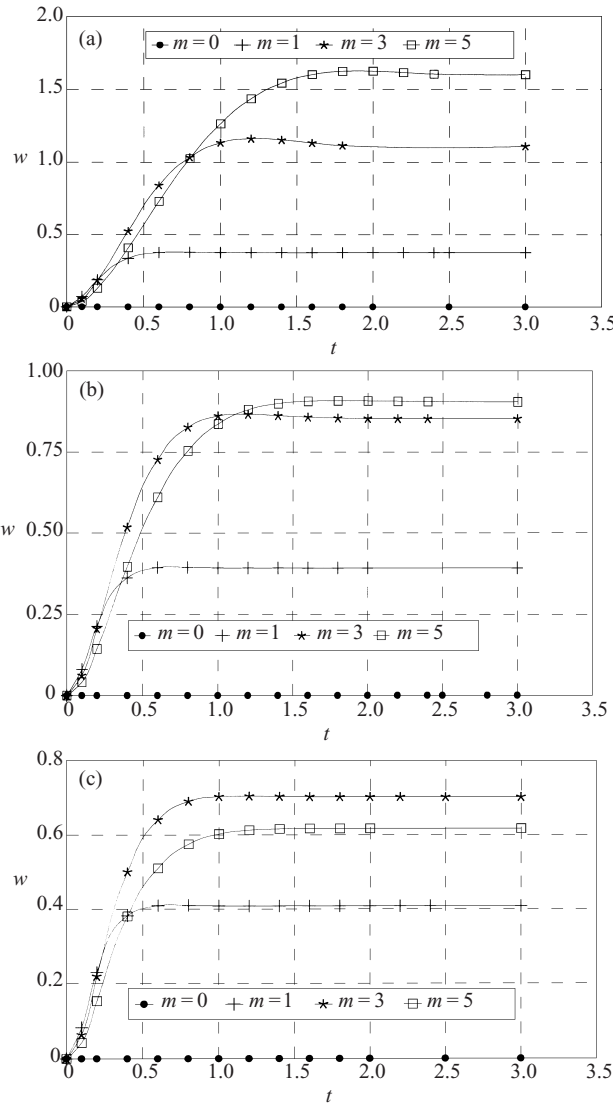 2.0
(a)
m = 0 m = 1 m = 3 m = 5
1.5
w
1.0
0.5
0
0 0.5 1.0 1.5 2.0 2.5 3.0 3.5
t
1.00
(b)
0.75
w
0.50
0.25
m = 0 m = 1 m = 3 m = 5
0
0 0.5 1.0 1.5 2.0 2.5 3.0 3.5
t
0.8
(c)
0.6
w
0.4
0.2
m = 0 m = 1 m = 3 m = 5
0
0 0.5 1.0 1.5 2.0 2.5 3.0 3.5
t